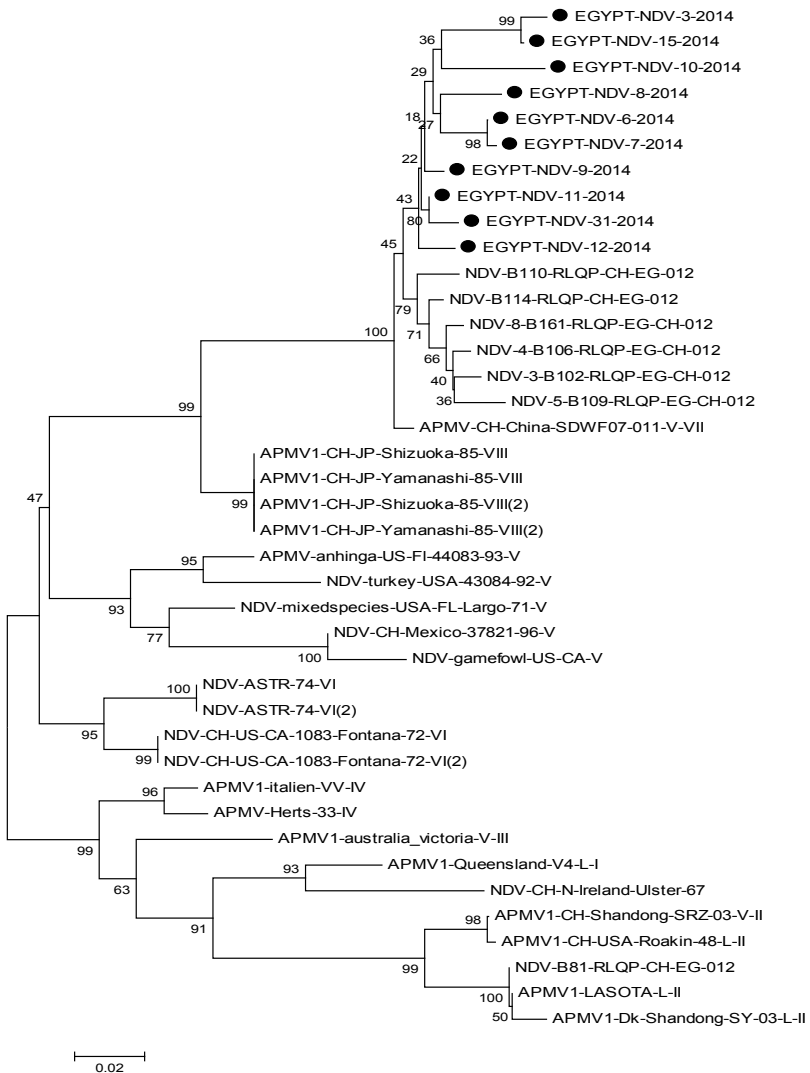 99
EGYPT-NDV-3-2014
EGYPT-NDV-15-2014
36
EGYPT-NDV-10-2014
29
EGYPT-NDV-8-2014
18
27
EGYPT-NDV-6-2014
98
EGYPT-NDV-7-2014
22
EGYPT-NDV-9-2014
43
EGYPT-NDV-11-2014
80
EGYPT-NDV-31-2014
45
EGYPT-NDV-12-2014
NDV-B110-RLQP-CH-EG-012
79
NDV-B114-RLQP-CH-EG-012
71
NDV-8-B161-RLQP-EG-CH-012
66
NDV-4-B106-RLQP-EG-CH-012
40
NDV-3-B102-RLQP-EG-CH-012
36
NDV-5-B109-RLQP-EG-CH-012
100
APMV-CH-China-SDWF07-011-V-VII
99
APMV1-CH-JP-Shizuoka-85-VIII
APMV1-CH-JP-Yamanashi-85-VIII
99
APMV1-CH-JP-Shizuoka-85-VIII(2)
APMV1-CH-JP-Yamanashi-85-VIII(2)
47
95
APMV-anhinga-US-Fl-44083-93-V
NDV-turkey-USA-43084-92-V
93
NDV-mixedspecies-USA-FL-Largo-71-V
77
NDV-CH-Mexico-37821-96-V
100
NDV-gamefowl-US-CA-V
100
NDV-ASTR-74-VI
NDV-ASTR-74-VI(2)
95
NDV-CH-US-CA-1083-Fontana-72-VI
99
NDV-CH-US-CA-1083-Fontana-72-VI(2)
96
APMV1-italien-VV-IV
APMV-Herts-33-IV
99
APMV1-australia_victoria-V-III
63
93
APMV1-Queensland-V4-L-I
NDV-CH-N-Ireland-Ulster-67
91
98
APMV1-CH-Shandong-SRZ-03-V-II
APMV1-CH-USA-Roakin-48-L-II
99
NDV-B81-RLQP-CH-EG-012
100
APMV1-LASOTA-L-II
50
APMV1-Dk-Shandong-SY-03-L-II
0.02